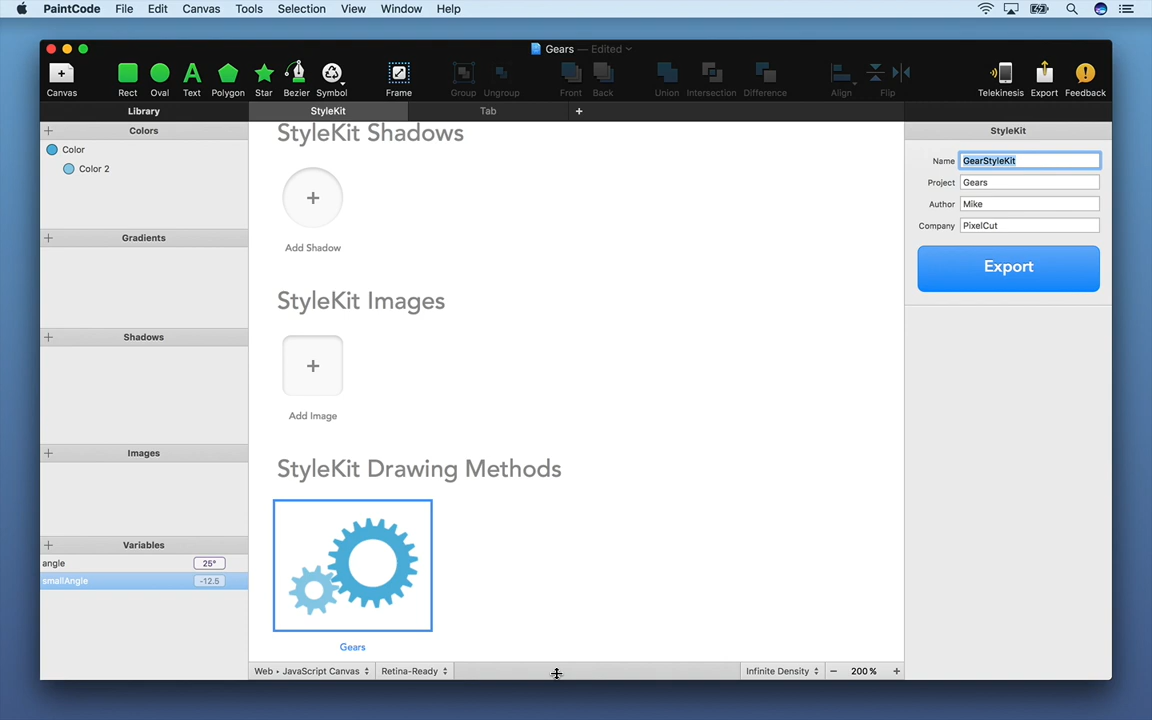 PaintCode File Edit Canvas Tools Selection View Window Help
Gears — Edited
Canvas Rect Oval Text Polygon Star Bezier Symbol Frame Group Ungroup Front Back Union Intersection Difference Align Flip Telekinesis Export Feedback
Library StyleKit Tab +
Colors
Color
Color 2
Gradients
Shadows
Images
Variables
angle 25°
smallAngle -12.5
StyleKit Shadows
Add Shadow
StyleKit Images
Add Image
StyleKit Drawing Methods
Gears
Web • JavaScript Canvas Retina-Ready Infinite Density − 200% +
StyleKit
Name GearStyleKit
Project Gears
Author Mike
Company PixelCut
Export